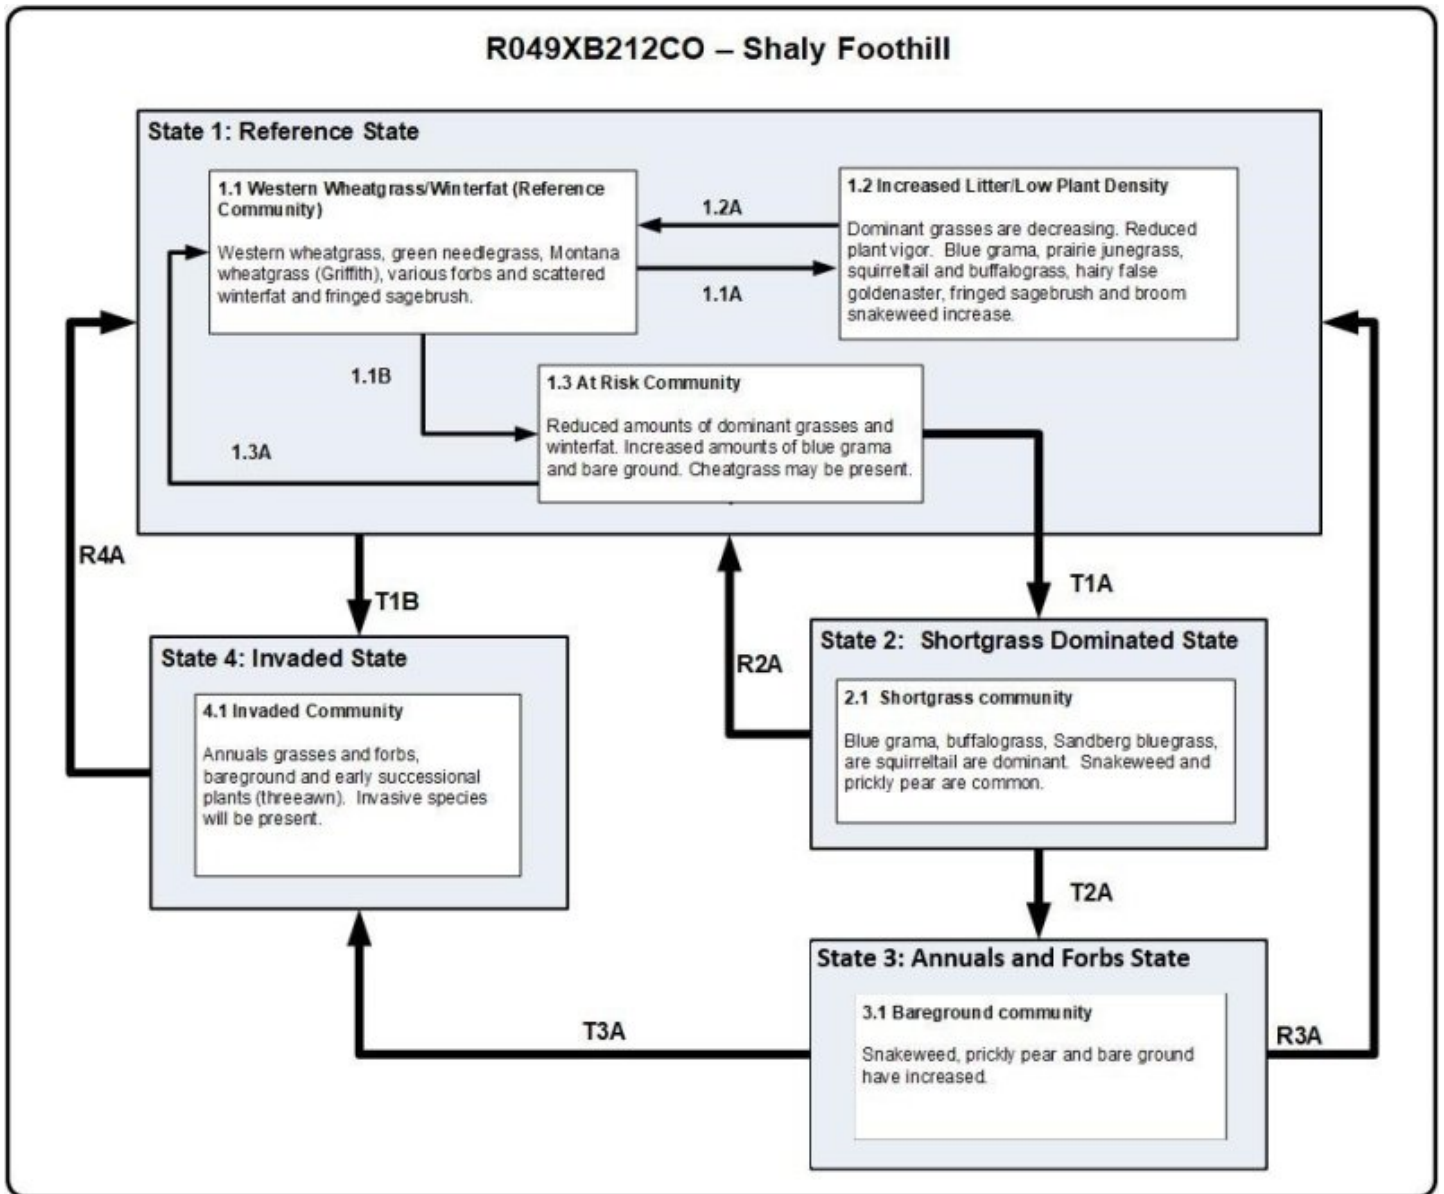 R049XB212CO – Shaly Foothill
State 1: Reference State
1.1 Western Wheatgrass/Winterfat (Reference
Community)
Western wheatgrass, green needlegrass, Montana
wheatgrass (Griffith), various forbs and scattered
winterfat and fringed sagebrush.
1.2A
1.1A
1.2 Increased Litter/Low Plant Density
Dominant grasses are decreasing. Reduced
plant vigor. Blue grama, prairie junegrass,
squirreltail and buffalograss, hairy false
goldenaster, fringed sagebrush and broom
snakeweed increase.
1.1B
1.3A
1.3 At Risk Community
Reduced amounts of dominant grasses and
winterfat. Increased amounts of blue grama
and bare ground. Cheatgrass may be present.
R4A
T1B
R2A
T1A
State 4: Invaded State
4.1 Invaded Community
Annuals grasses and forbs,
bareground and early successional
plants (threeawn). Invasive species
will be present.
State 2: Shortgrass Dominated State
2.1 Shortgrass community
Blue grama, buffalograss, Sandberg bluegrass,
are squirreltail are dominant. Snakeweed and
prickly pear are common.
T2A
State 3: Annuals and Forbs State
3.1 Bareground community
Snakeweed, prickly pear and bare ground
have increased.
T3A
R3A